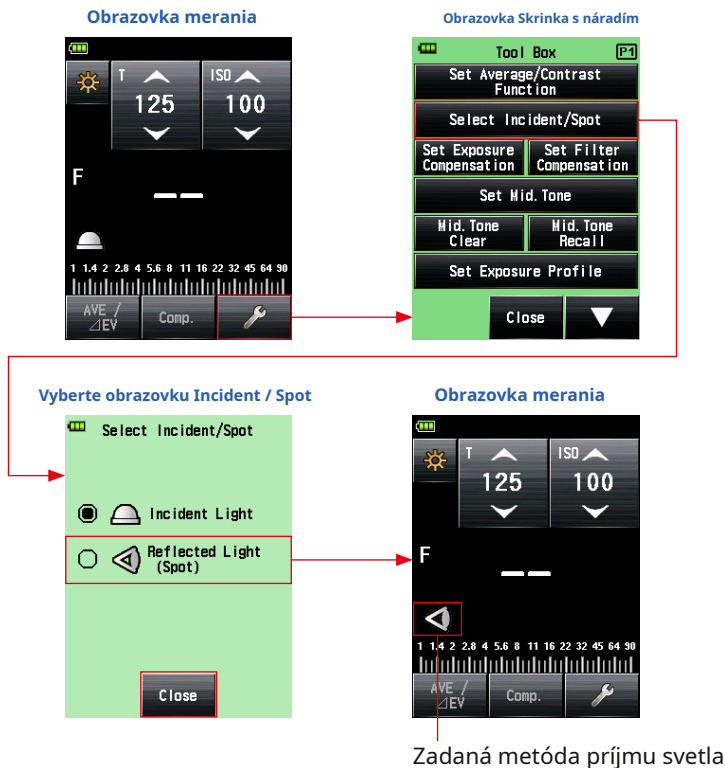 Obrazovka merania
T
ISO
125
100
F
1 1.4 2 2.8 4 5.6 8 11 16 22 32 45 64 90
AVE /
⊿EV
Comp.
Obrazovka Skrinka s náradím
Tool Box
P1
Set Average/Contrast
Function
Select Incident/Spot
Set Exposure
Compensation
Set Filter
Compensation
Set Mid. Tone
Mid. Tone
Clear
Mid. Tone
Recall
Set Exposure Profile
Close
Vyberte obrazovku Incident / Spot
Select Incident/Spot
Incident Light
Reflected Light
(Spot)
Close
Obrazovka merania
T
ISO
125
100
F
1 1.4 2 2.8 4 5.6 8 11 16 22 32 45 64 90
AVE /
⊿EV
Comp.
Zadaná metóda príjmu svetla